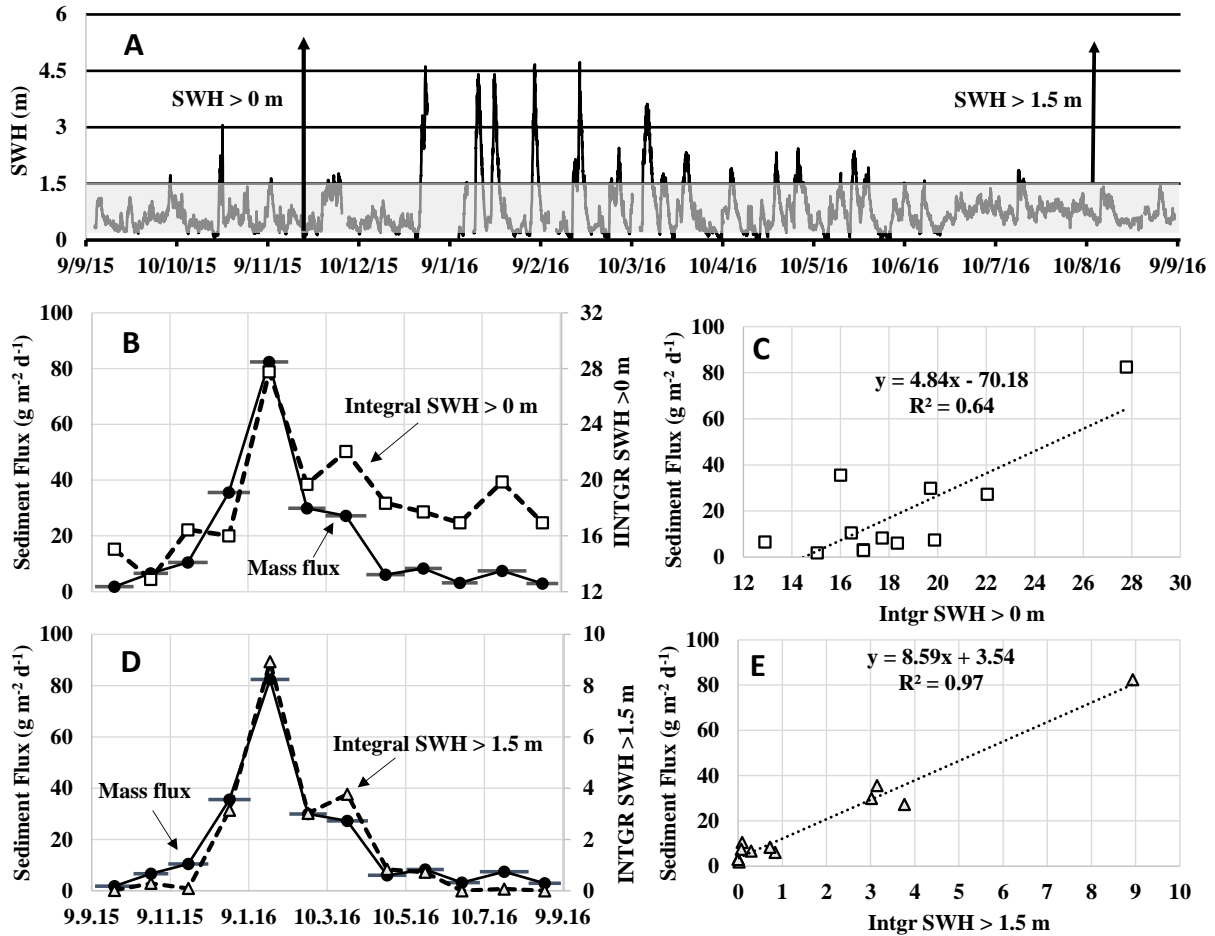 6
4.5
3
1.5
0
SWH (m)
A
SWH > 0 m
SWH > 1.5 m
9/9/15 10/10/15 9/11/15 10/12/15 9/1/16 9/2/16 10/3/16 10/4/16 10/5/16 10/6/16 10/7/16 10/8/16 9/9/16
100
80
60
40
20
0
Sediment Flux (g m-2 d-1)
B
Integral SWH > 0 m
Mass flux
32
28
24
20
16
12
IINTGR SWH >0 m
100
80
60
40
20
0
Sediment Flux (g m-2 d-1)
C
y = 4.84x - 70.18
R² = 0.64
12 14 16 18 20 22 24 26 28 30
Intgr SWH > 0 m
100
80
60
40
20
0
Sediment Flux (g m-2 d-1)
D
Integral SWH > 1.5 m
Mass flux
10
8
6
4
2
0
INTGR SWH >1.5 m
9.9.15 9.11.15 9.1.16 10.3.16 10.5.16 10.7.16 9.9.16
100
80
60
40
20
0
Sediment Flux (g m-2 d-1)
E
y = 8.59x + 3.54
R² = 0.97
0 1 2 3 4 5 6 7 8 9 10
Intgr SWH > 1.5 m